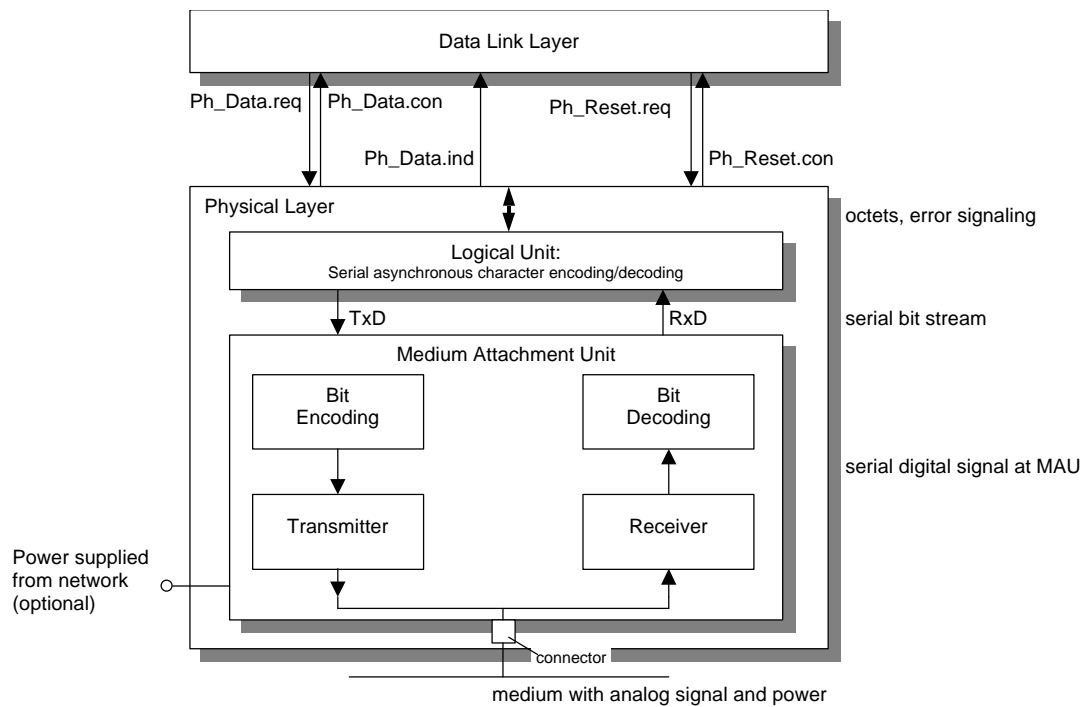 Data Link Layer
Ph_Data.req
Ph_Data.con
Ph_Reset.req
Ph_Data.ind
Ph_Reset.con
Physical Layer
octets, error signaling
Logical Unit:
Serial asynchronous character encoding/decoding
TxD
RxD
serial bit stream
Medium Attachment Unit
Bit
Encoding
Bit
Decoding
serial digital signal at MAU
Transmitter
Receiver
Power supplied
from network
(optional)
connector
medium with analog signal and power